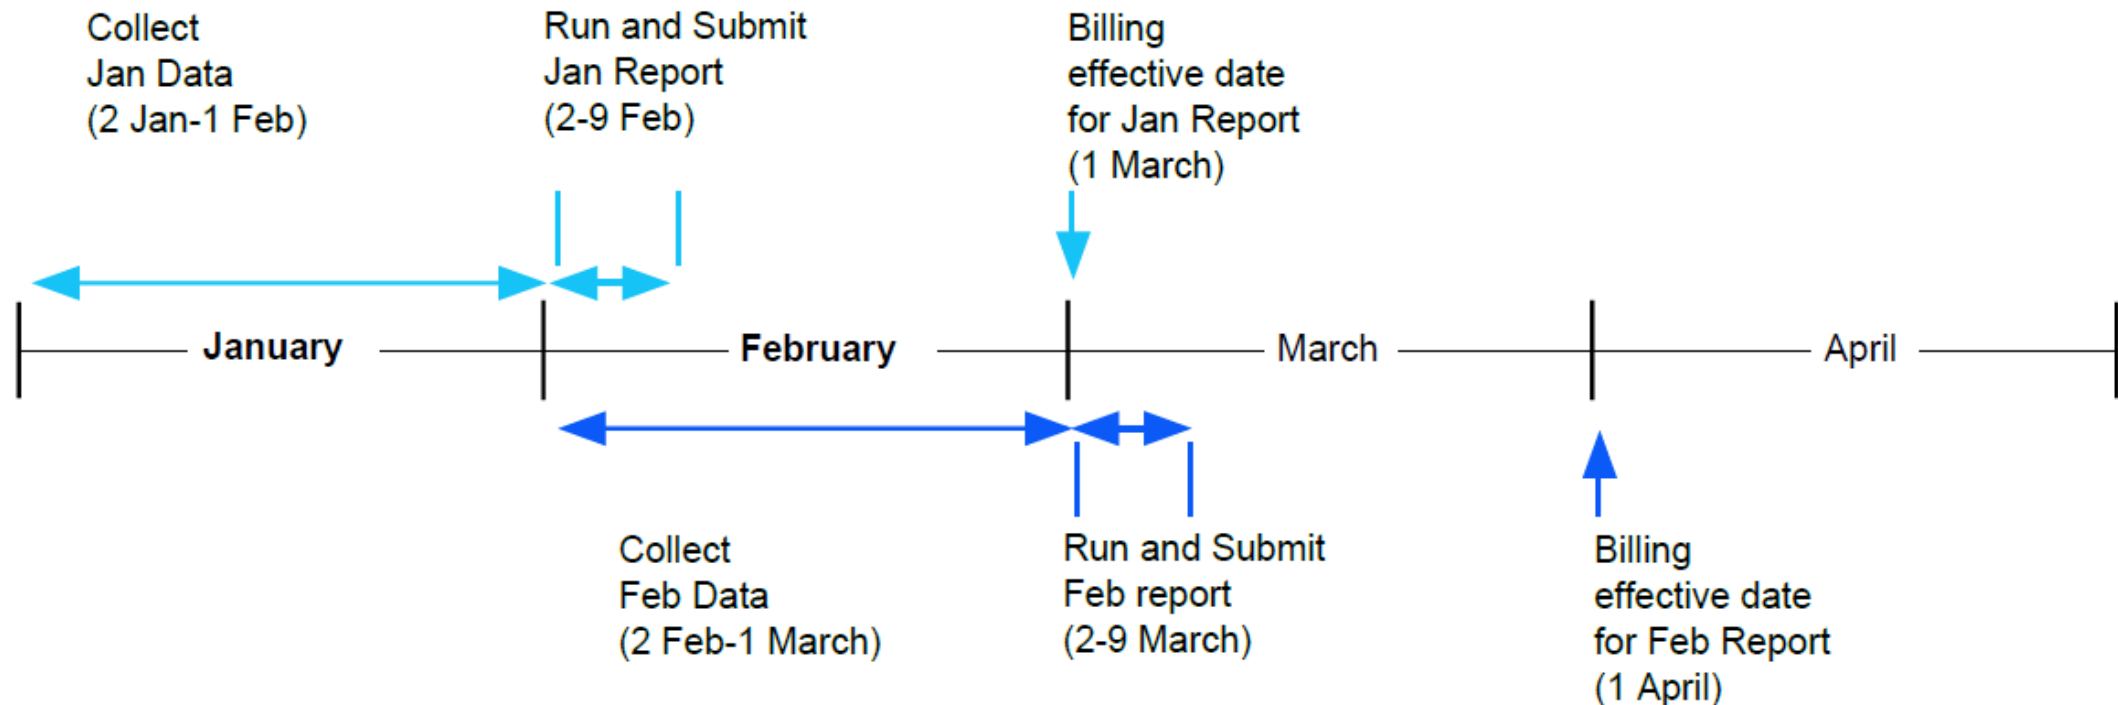 Collect
Jan Data
(2 Jan-1 Feb)
Run and Submit
Jan Report
(2-9 Feb)
Billing
effective date
for Jan Report
(1 March)
January
February
March
April
Collect
Feb Data
(2 Feb-1 March)
Run and Submit
Feb report
(2-9 March)
Billing
effective date
for Feb Report
(1 April)